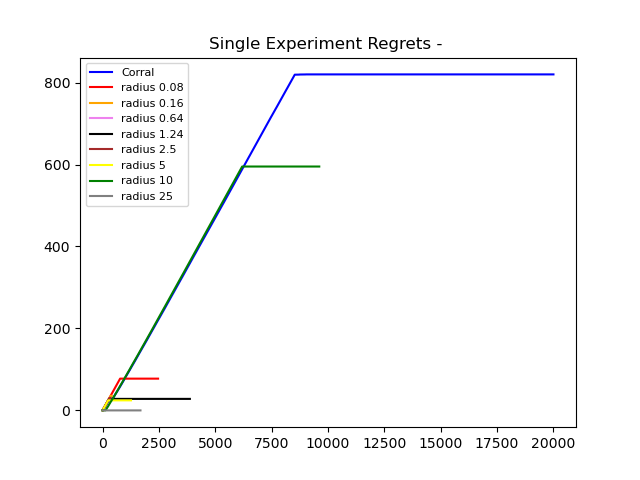 Single Experiment Regrets -
Corral
radius 0.08
radius 0.16
radius 0.64
radius 1.24
radius 2.5
radius 5
radius 10
radius 25
800
600
400
200
0
0 2500 5000 7500 10000 12500 15000 17500 20000